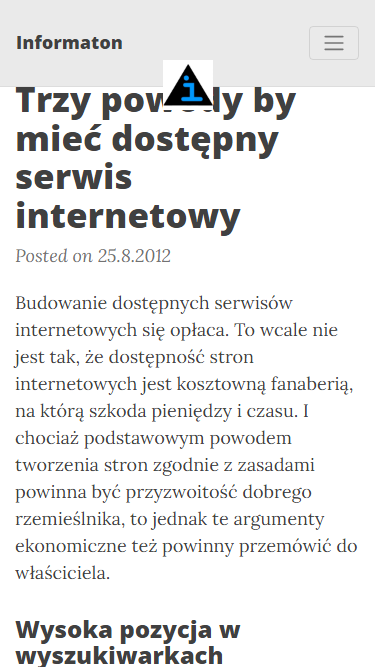 Informaton
i
Trzy powody by
mieć dostępny
serwis
internetowy
Posted on 25.8.2012
Budowanie dostępnych serwisów
internetowych się opłaca. To wcale nie
jest tak, że dostępność stron
internetowych jest kosztowną fanaberią,
na którą szkoda pieniędzy i czasu. I
chociaż podstawowym powodem
tworzenia stron zgodnie z zasadami
powinna być przyzwoitość dobrego
rzemieślnika, to jednak te argumenty
ekonomiczne też powinny przemówić do
właściciela.
Wysoka pozycja w
wyszukiwarkach